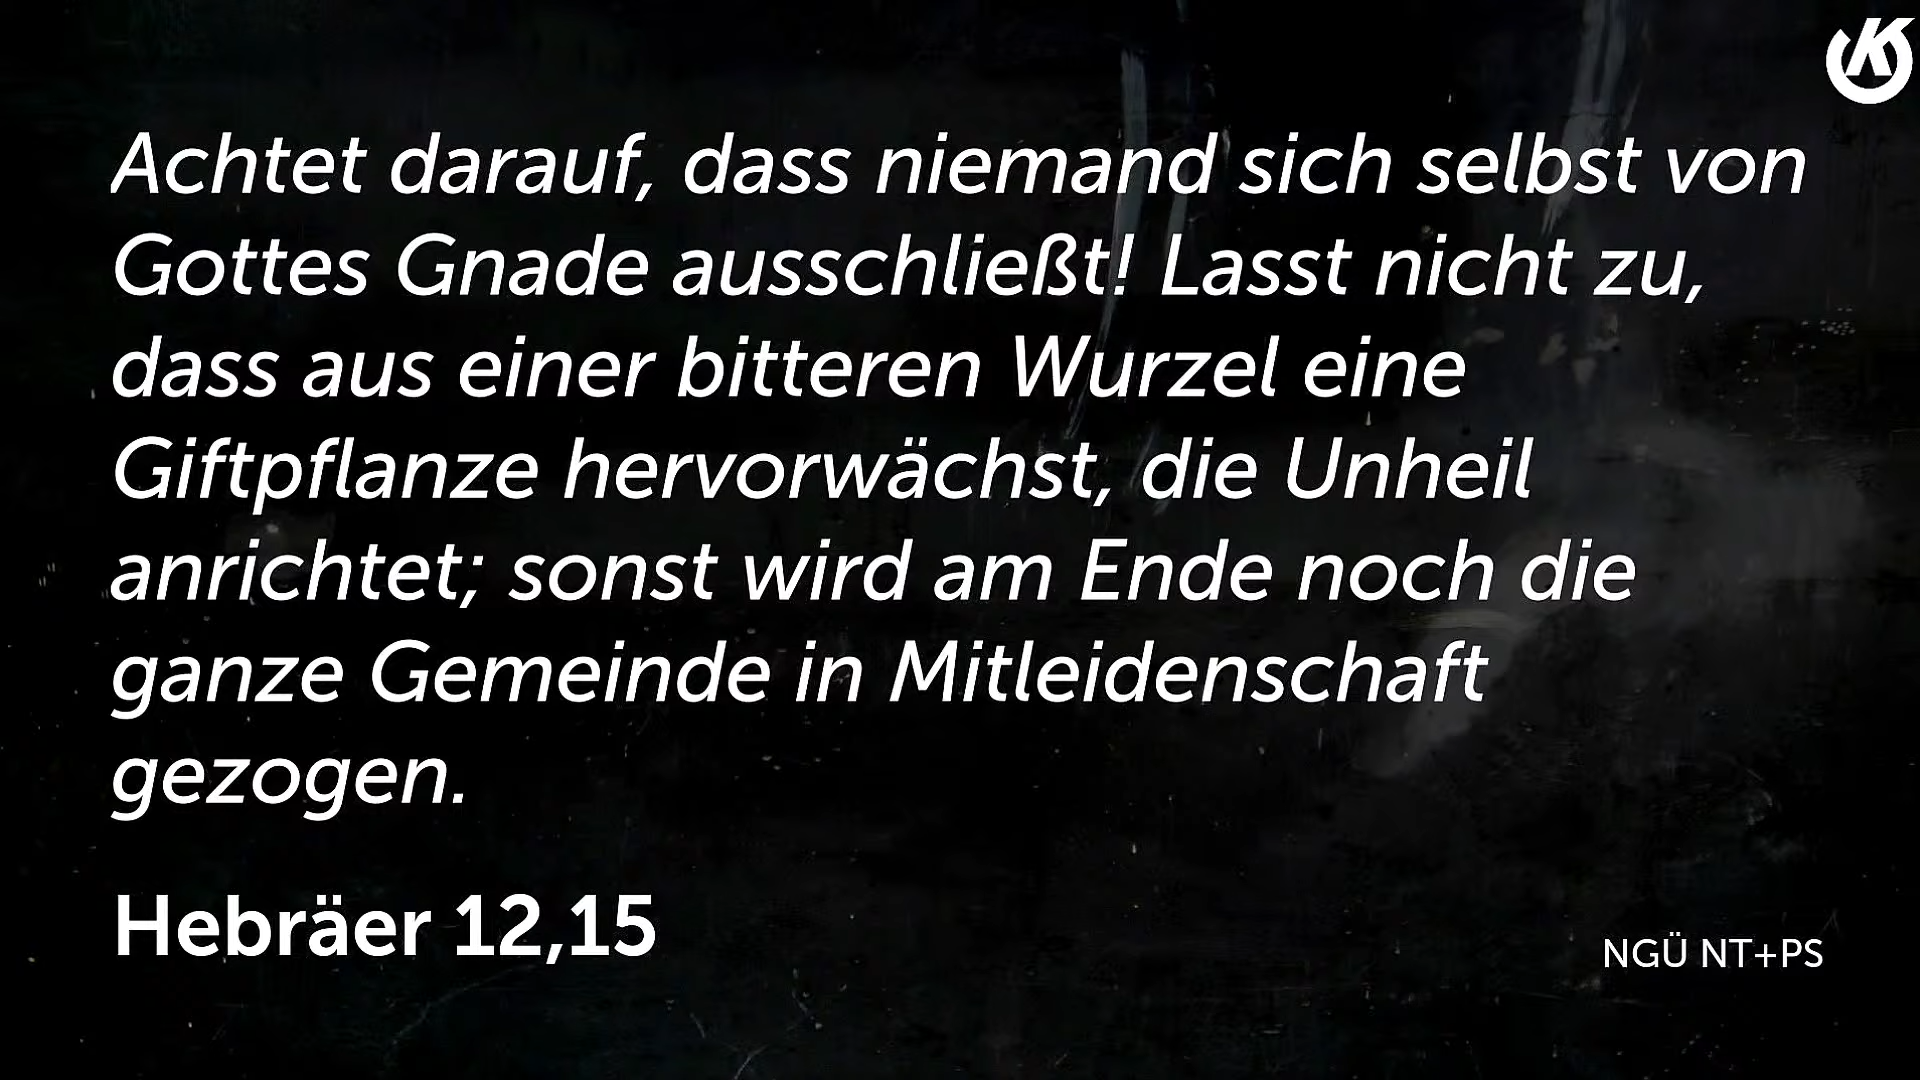 Achtet darauf, dass niemand sich selbst von
Gottes Gnade ausschließt! Lasst nicht zu,
dass aus einer bitteren Wurzel eine
Giftpflanze hervorwächst, die Unheil
anrichtet; sonst wird am Ende noch die
ganze Gemeinde in Mitleidenschaft
gezogen.
Hebräer 12,15
NGÜ NT+PS